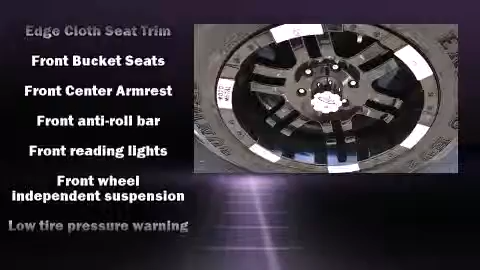 Edge Cloth Seat Trim
Front Bucket Seats
Front Center Armrest
Front anti-roll bar
Front reading lights
Front wheel
independent suspension
Low tire pressure warning